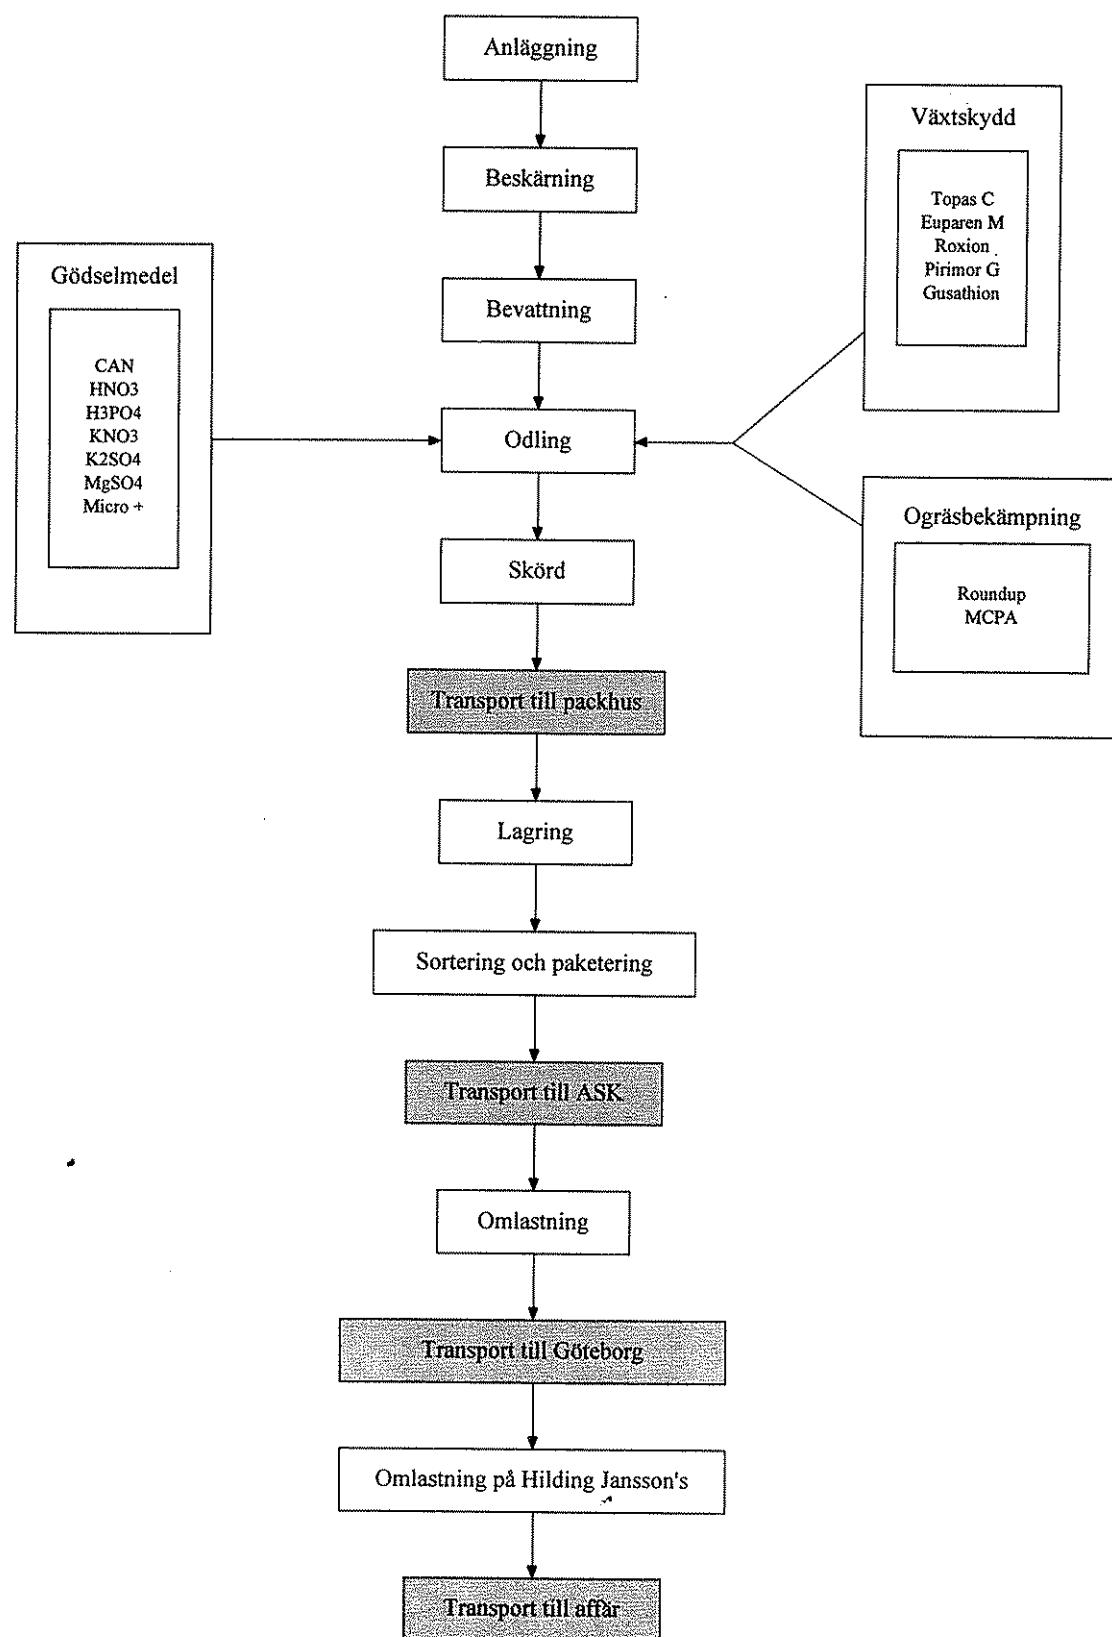 Anläggning
Växtskydd
Topas C
Euparen M
Roxion
Pirimor G
Gusathion
Beskärning
Gödselmedel
CAN
HNO3
H3PO4
KNO3
K2SO4
MgSO4
Micro +
Bevattning
Odling
Ogräsbekämpning
Roundup
MCPA
Skörd
Transport till packhus
Lagring
Sortering och paketering
Transport till ASK
Omlastning
Transport till Göteborg
Omlastning på Hilding Jansson's
Transport till affär